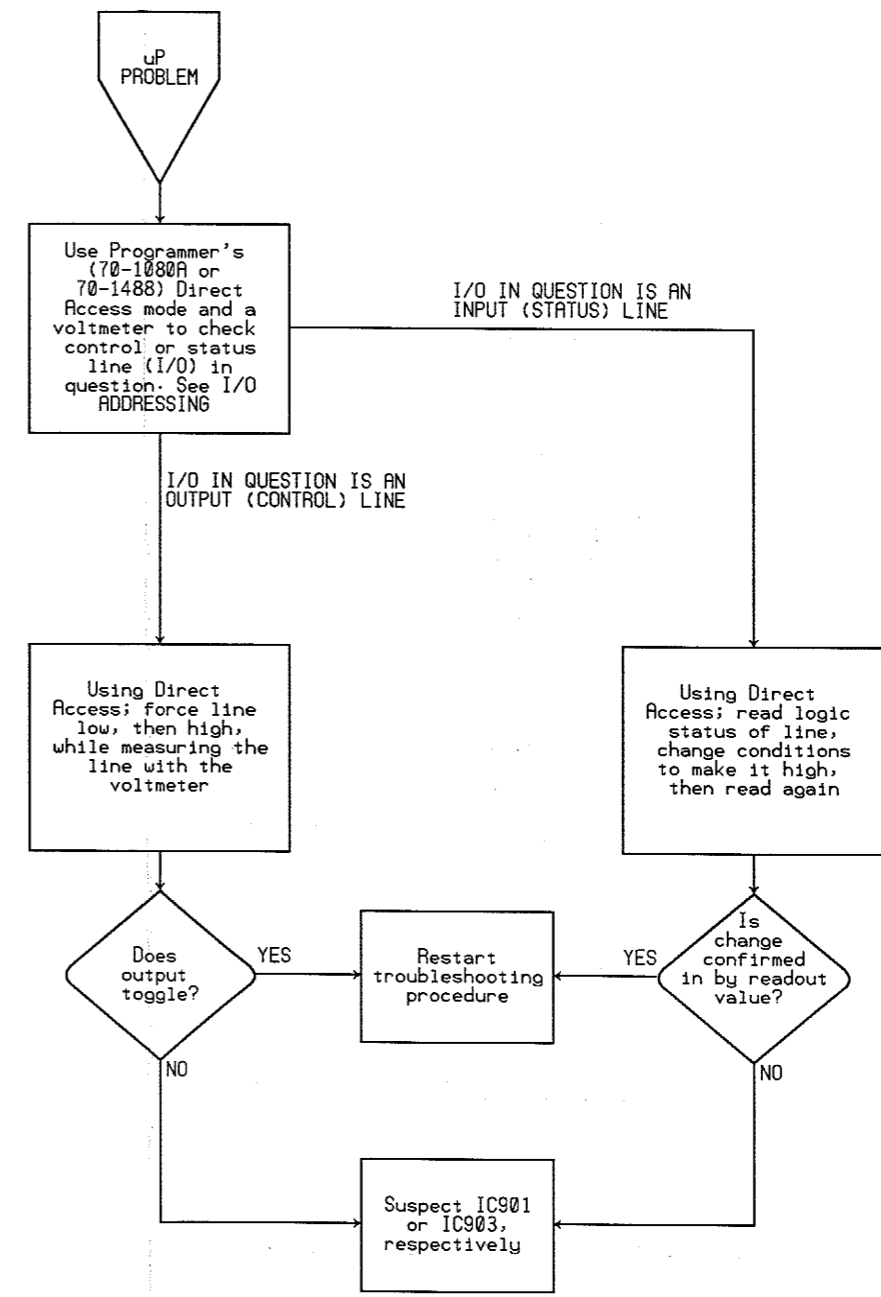 uP
PROBLEM
Use Programmer's
(70-1080A or
70-1488) Direct
Access mode and a
voltmeter to check
control or status
line (I/O) in
question. See I/O
ADDRESSING
I/O IN QUESTION IS AN
INPUT (STATUS) LINE
I/O IN QUESTION IS AN
OUTPUT (CONTROL) LINE
Using Direct
Access; force line
low, then high,
while measuring the
line with the
voltmeter
Using Direct
Access; read logic
status of line,
change conditions
to make it high,
then read again
Does
output
toggle?
YES
Restart
troubleshooting
procedure
YES
Is
change
confirmed
in by readout
value?
NO
NO
Suspect IC901
or IC903,
respectively